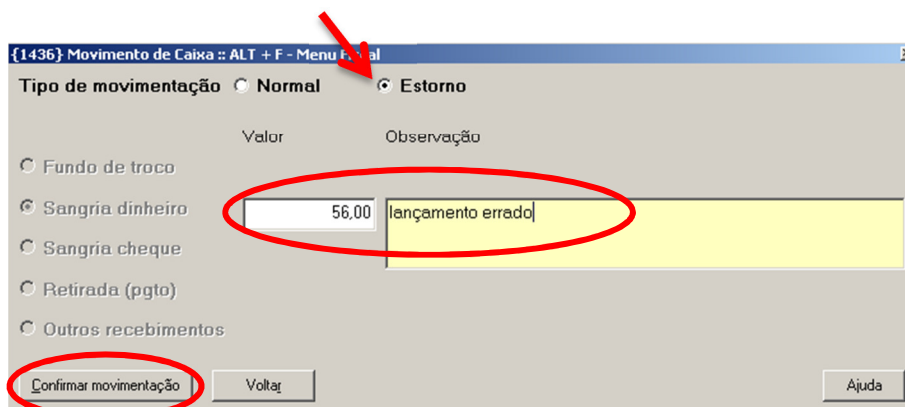 {1436} Movimento de Caixa :: ALT + F - Menu Fiscal
Tipo de movimentação Normal Estorno
Valor Observação
Fundo de troco
Sangria dinheiro 56,00 lançamento errado
Sangria cheque
Retirada (pgto)
Outros recebimentos
Confirmar movimentação Voltar Ajuda